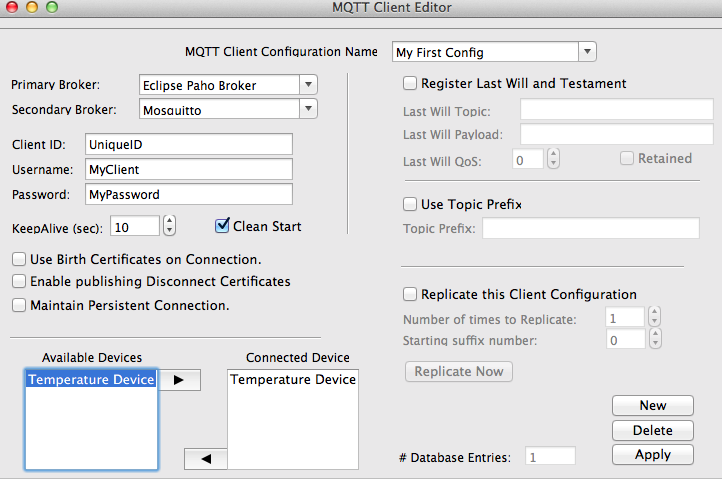 MQTT Client Editor
MQTT Client Configuration Name My First Config
Primary Broker: Eclipse Paho Broker
Secondary Broker: Mosquitto
Client ID: UniqueID
Username: MyClient
Password: MyPassword
KeepAlive (sec): 10 Clean Start
Use Birth Certificates on Connection.
Enable publishing Disconnect Certificates
Maintain Persistent Connection.
Register Last Will and Testament
Last Will Topic:
Last Will Payload:
Last Will QoS: 0 Retained
Use Topic Prefix
Topic Prefix:
Replicate this Client Configuration
Number of times to Replicate: 1
Starting suffix number: 0
Replicate Now
Available Devices
Temperature Device
Connected Device
Temperature Device
New
Delete
# Database Entries: 1 Apply